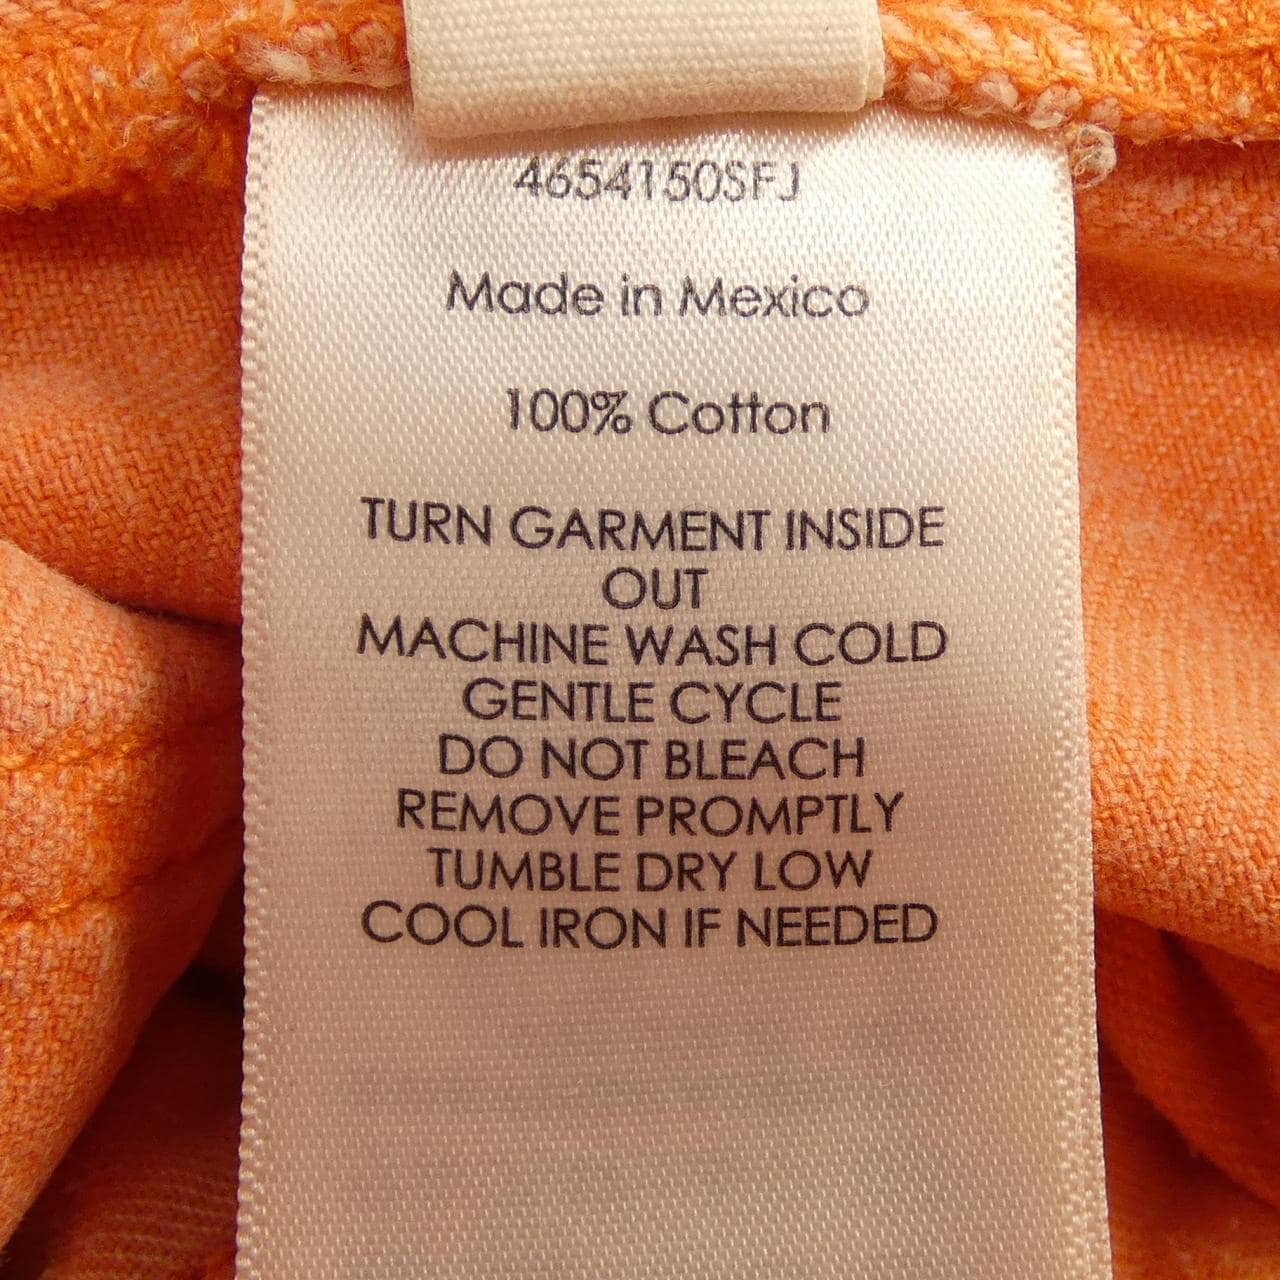 4654150SFJ
Made in Mexico
100% Cotton
TURN GARMENT INSIDE
OUT
MACHINE WASH COLD
GENTLE CYCLE
DO NOT BLEACH
REMOVE PROMPTLY
TUMBLE DRY LOW
COOL IRON IF NEEDED